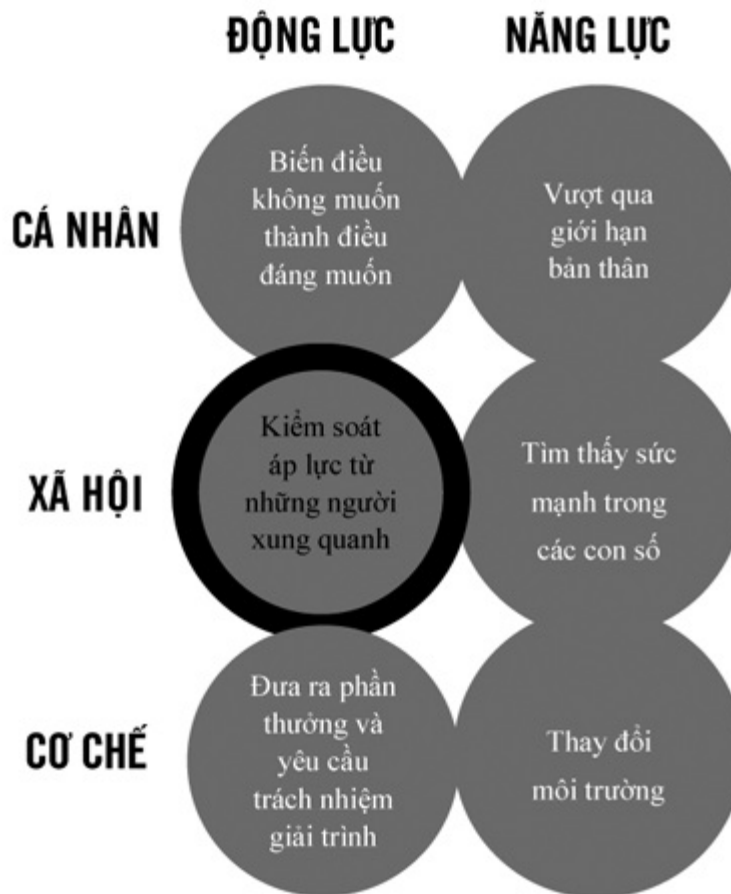 ĐỘNG LỰC
NĂNG LỰC
CÁ NHÂN
Biến điều
không muốn
thành điều
đáng muốn
Vượt qua
giới hạn
bản thân
XÃ HỘI
Kiểm soát
áp lực từ
những người
xung quanh
Tìm thấy sức
mạnh trong
các con số
CƠ CHẾ
Đưa ra phần
thưởng và
yêu cầu
trách nhiệm
giải trình
Thay đổi
môi trường